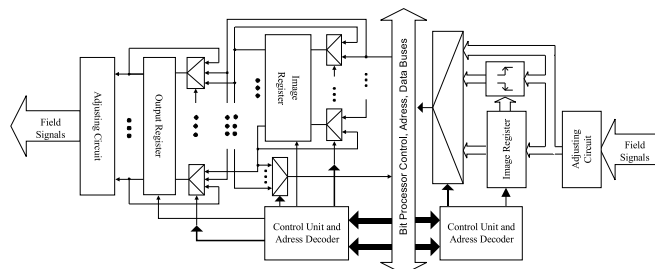 Field
Signals
Adjusting Circuit
Output Register
Image
Register
Bit Processor Control, Adress, Data Buses
Image Register
Adjusting
Circuit
Field
Signals
Control Unit and
Adress Decoder
Control Unit and
Adress Decoder